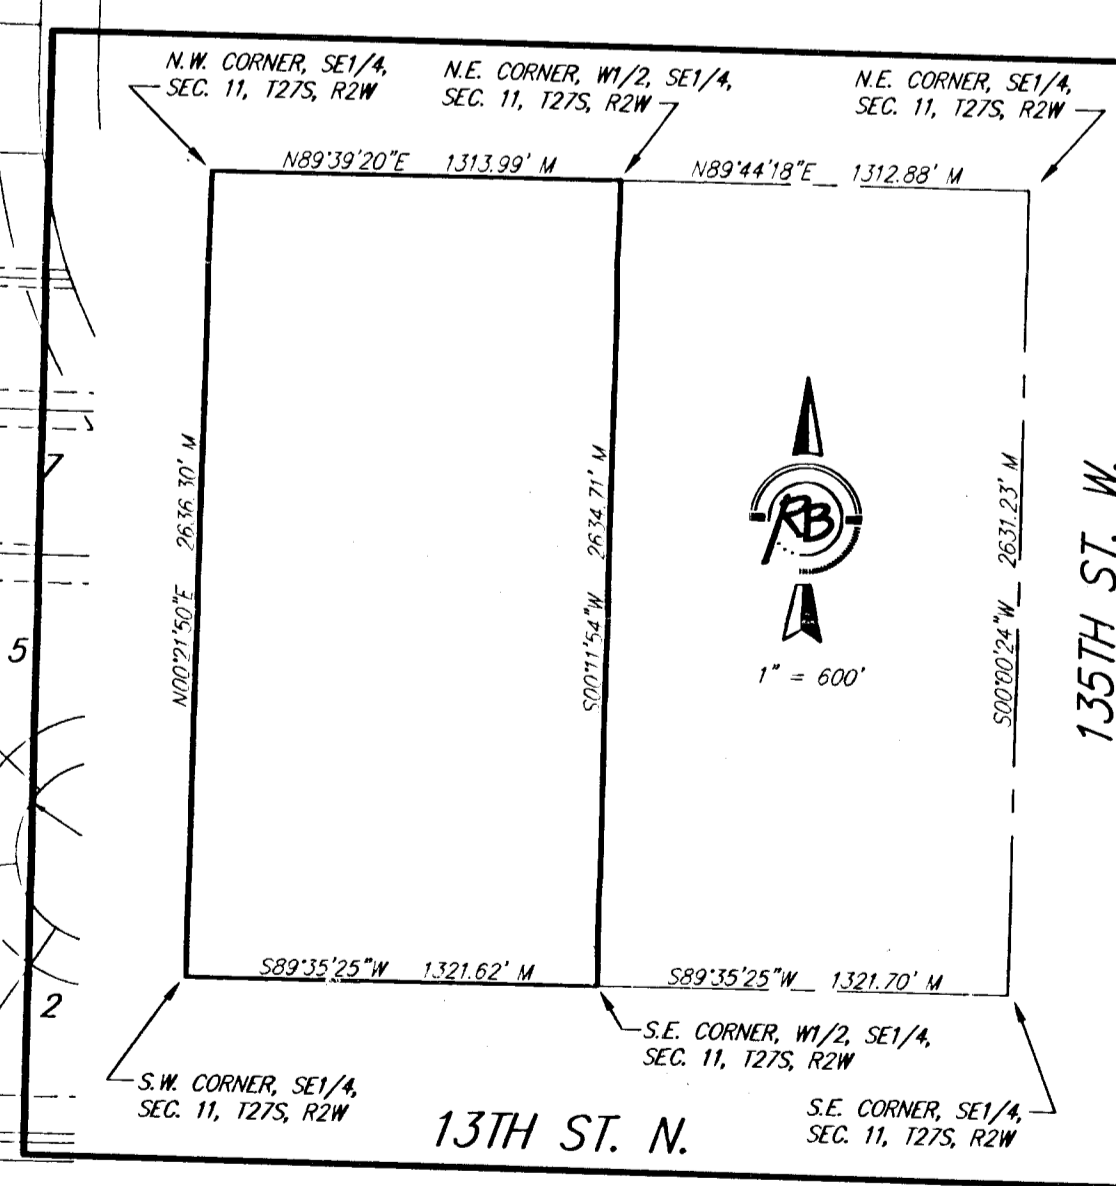 N.W. CORNER, SE1/4,
SEC. 11, T27S, R2W
N.E. CORNER, W1/2, SE1/4,
SEC. 11, T27S, R2W
N.E. CORNER, SE1/4,
SEC. 11, T27S, R2W
N89°39'20"E 1313.99' M
N89°44'18"E 1312.88' M
N00°21'50"E 2636.30' M
S00°11'54"W 2634.71' M
S00°00'24"W 2631.23' M
135TH ST. W.
RB
1" = 600'
7
5
2
S89°35'25"W 1321.62' M
S89°35'25"W 1321.70' M
S.E. CORNER, W1/2, SE1/4,
SEC. 11, T27S, R2W
S.W. CORNER, SE1/4,
SEC. 11, T27S, R2W
S.E. CORNER, SE1/4,
SEC. 11, T27S, R2W
13TH ST. N.